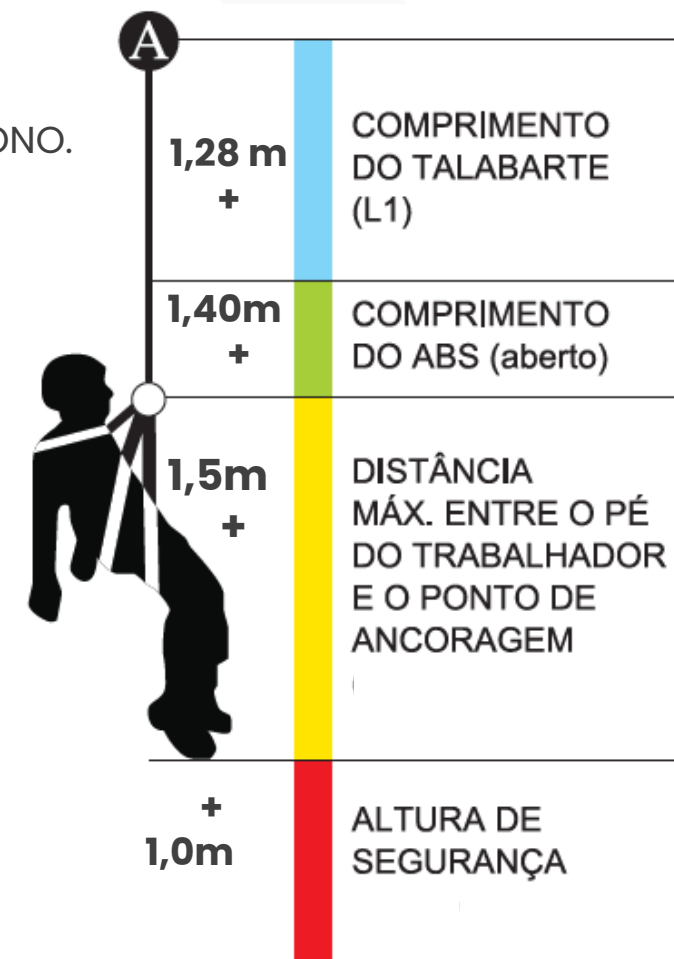 A
ONO.
1,28 m
+
COMPRIMENTO
DO TALABARTE
(L1)
1,40m
+
COMPRIMENTO
DO ABS (aberto)
1,5m
+
DISTÂNCIA
MÁX. ENTRE O PÉ
DO TRABALHADOR
E O PONTO DE
ANCORAGEM
+
1,0m
ALTURA DE
SEGURANÇA